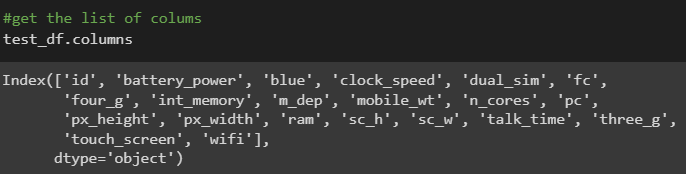 #get the list of colums
test_df.columns
Index(['id', 'battery_power', 'blue', 'clock_speed', 'dual_sim', 'fc',
'four_g', 'int_memory', 'm_dep', 'mobile_wt', 'n_cores', 'pc',
'px_height', 'px_width', 'ram', 'sc_h', 'sc_w', 'talk_time', 'three_g',
'touch_screen', 'wifi'],
dtype='object')